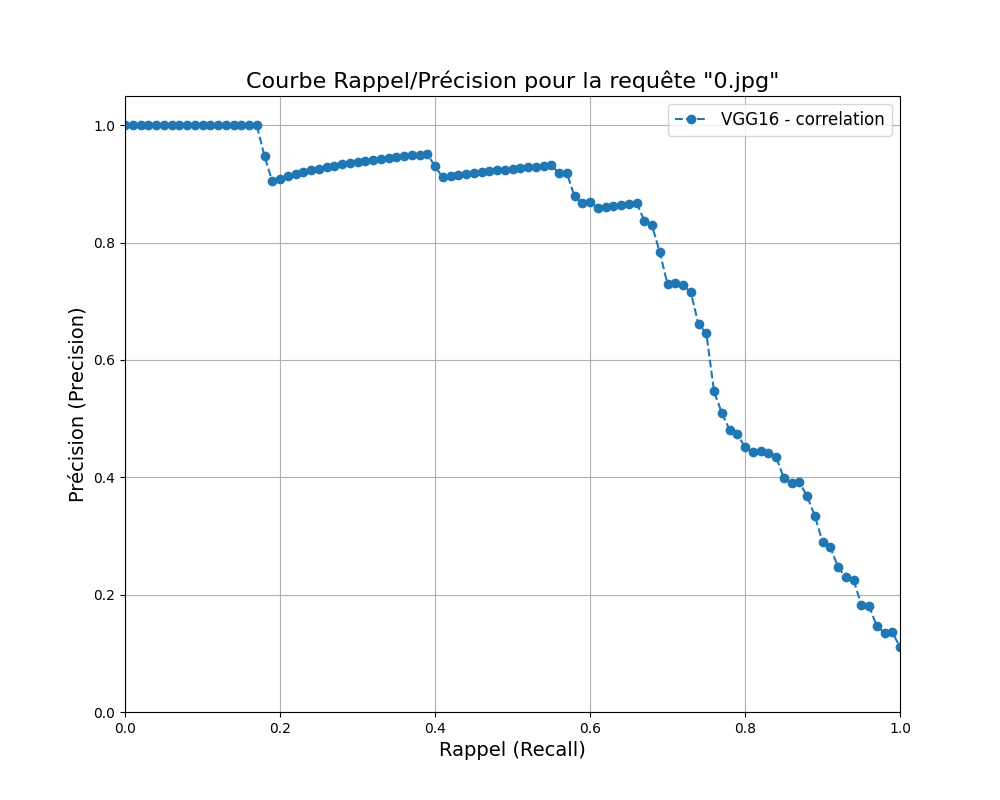 Courbe Rappel/Précision pour la requête "0.jpg"
VGG16 - correlation
Précision (Precision)
1.0
0.8
0.6
0.4
0.2
0.0
0.0 0.2 0.4 0.6 0.8 1.0
Rappel (Recall)